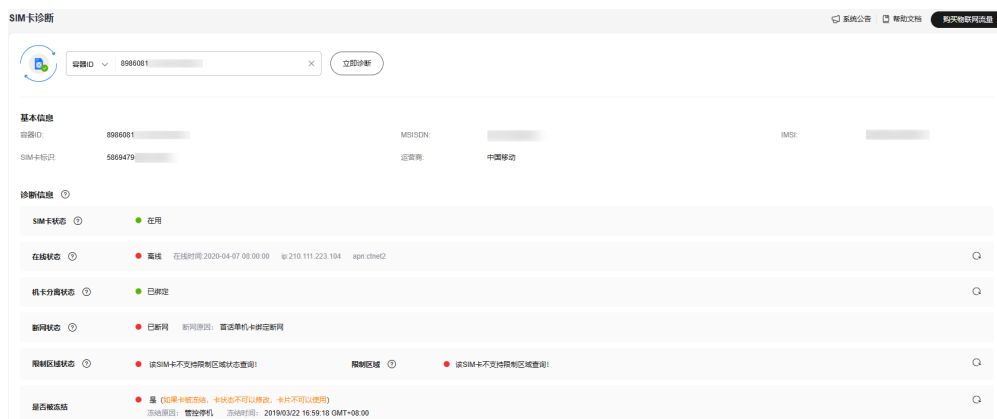 SIM卡诊断 系统公告 帮助文档 购买物联网流量
容器ID 8986081 立即诊断
基本信息
容器ID: 8986081 MSISDN: IMSI:
SIM卡标识: 5869479 运营商: 中国移动
诊断信息
SIM卡状态 在用
在线状态 离线 在线时间:2020-04-07 08:00:00 ip:210.111.223.104 apn:ctnet2
机卡分离状态 已绑定
断网状态 已断网 断网原因: 首话单机卡绑定断网
限制区域状态 该SIM卡不支持限制区域状态查询! 限制区域 该SIM卡不支持限制区域查询!
是否被冻结 是 (如果卡被冻结,卡状态不可以修改,卡片不可以使用)
冻结原因: 管控停机 冻结时间: 2019/03/22 16:59:18 GMT+08:00